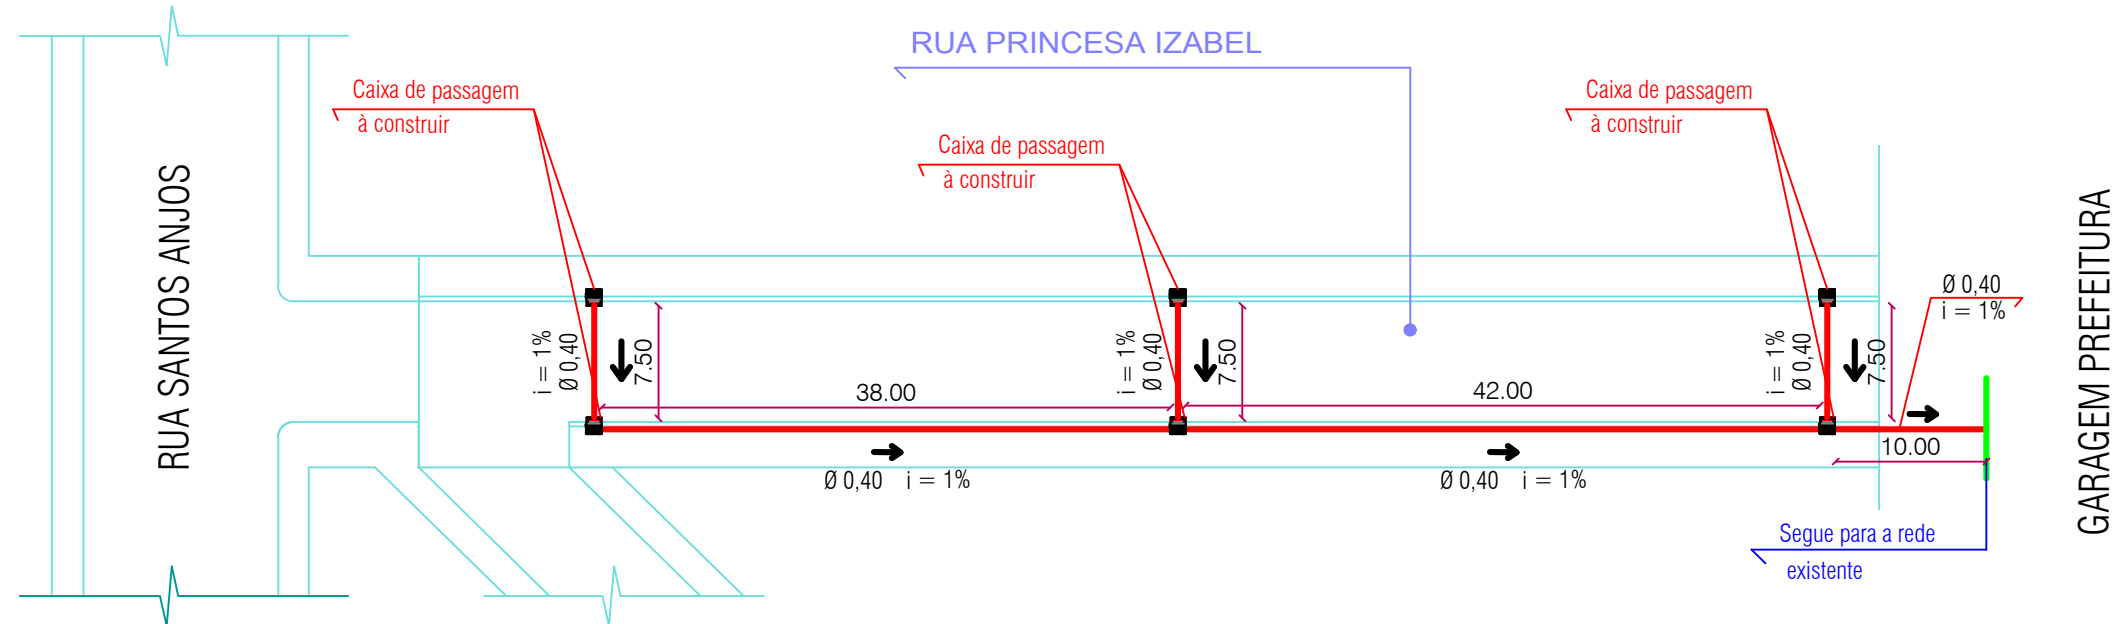 RUA PRINCESA IZABEL
Caixa de passagem
à construir
Caixa de passagem
à construir
Caixa de passagem
à construir
RUA SANTOS ANJOS
GARAGEM PREFEITURA
Ø 0,40
i = 1%
i = 1%
Ø 0,40
7.50
i = 1%
Ø 0,40
7.50
i = 1%
Ø 0,40
7.50
38.00
42.00
10.00
Ø 0,40 i = 1%
Ø 0,40 i = 1%
Segue para a rede
existente